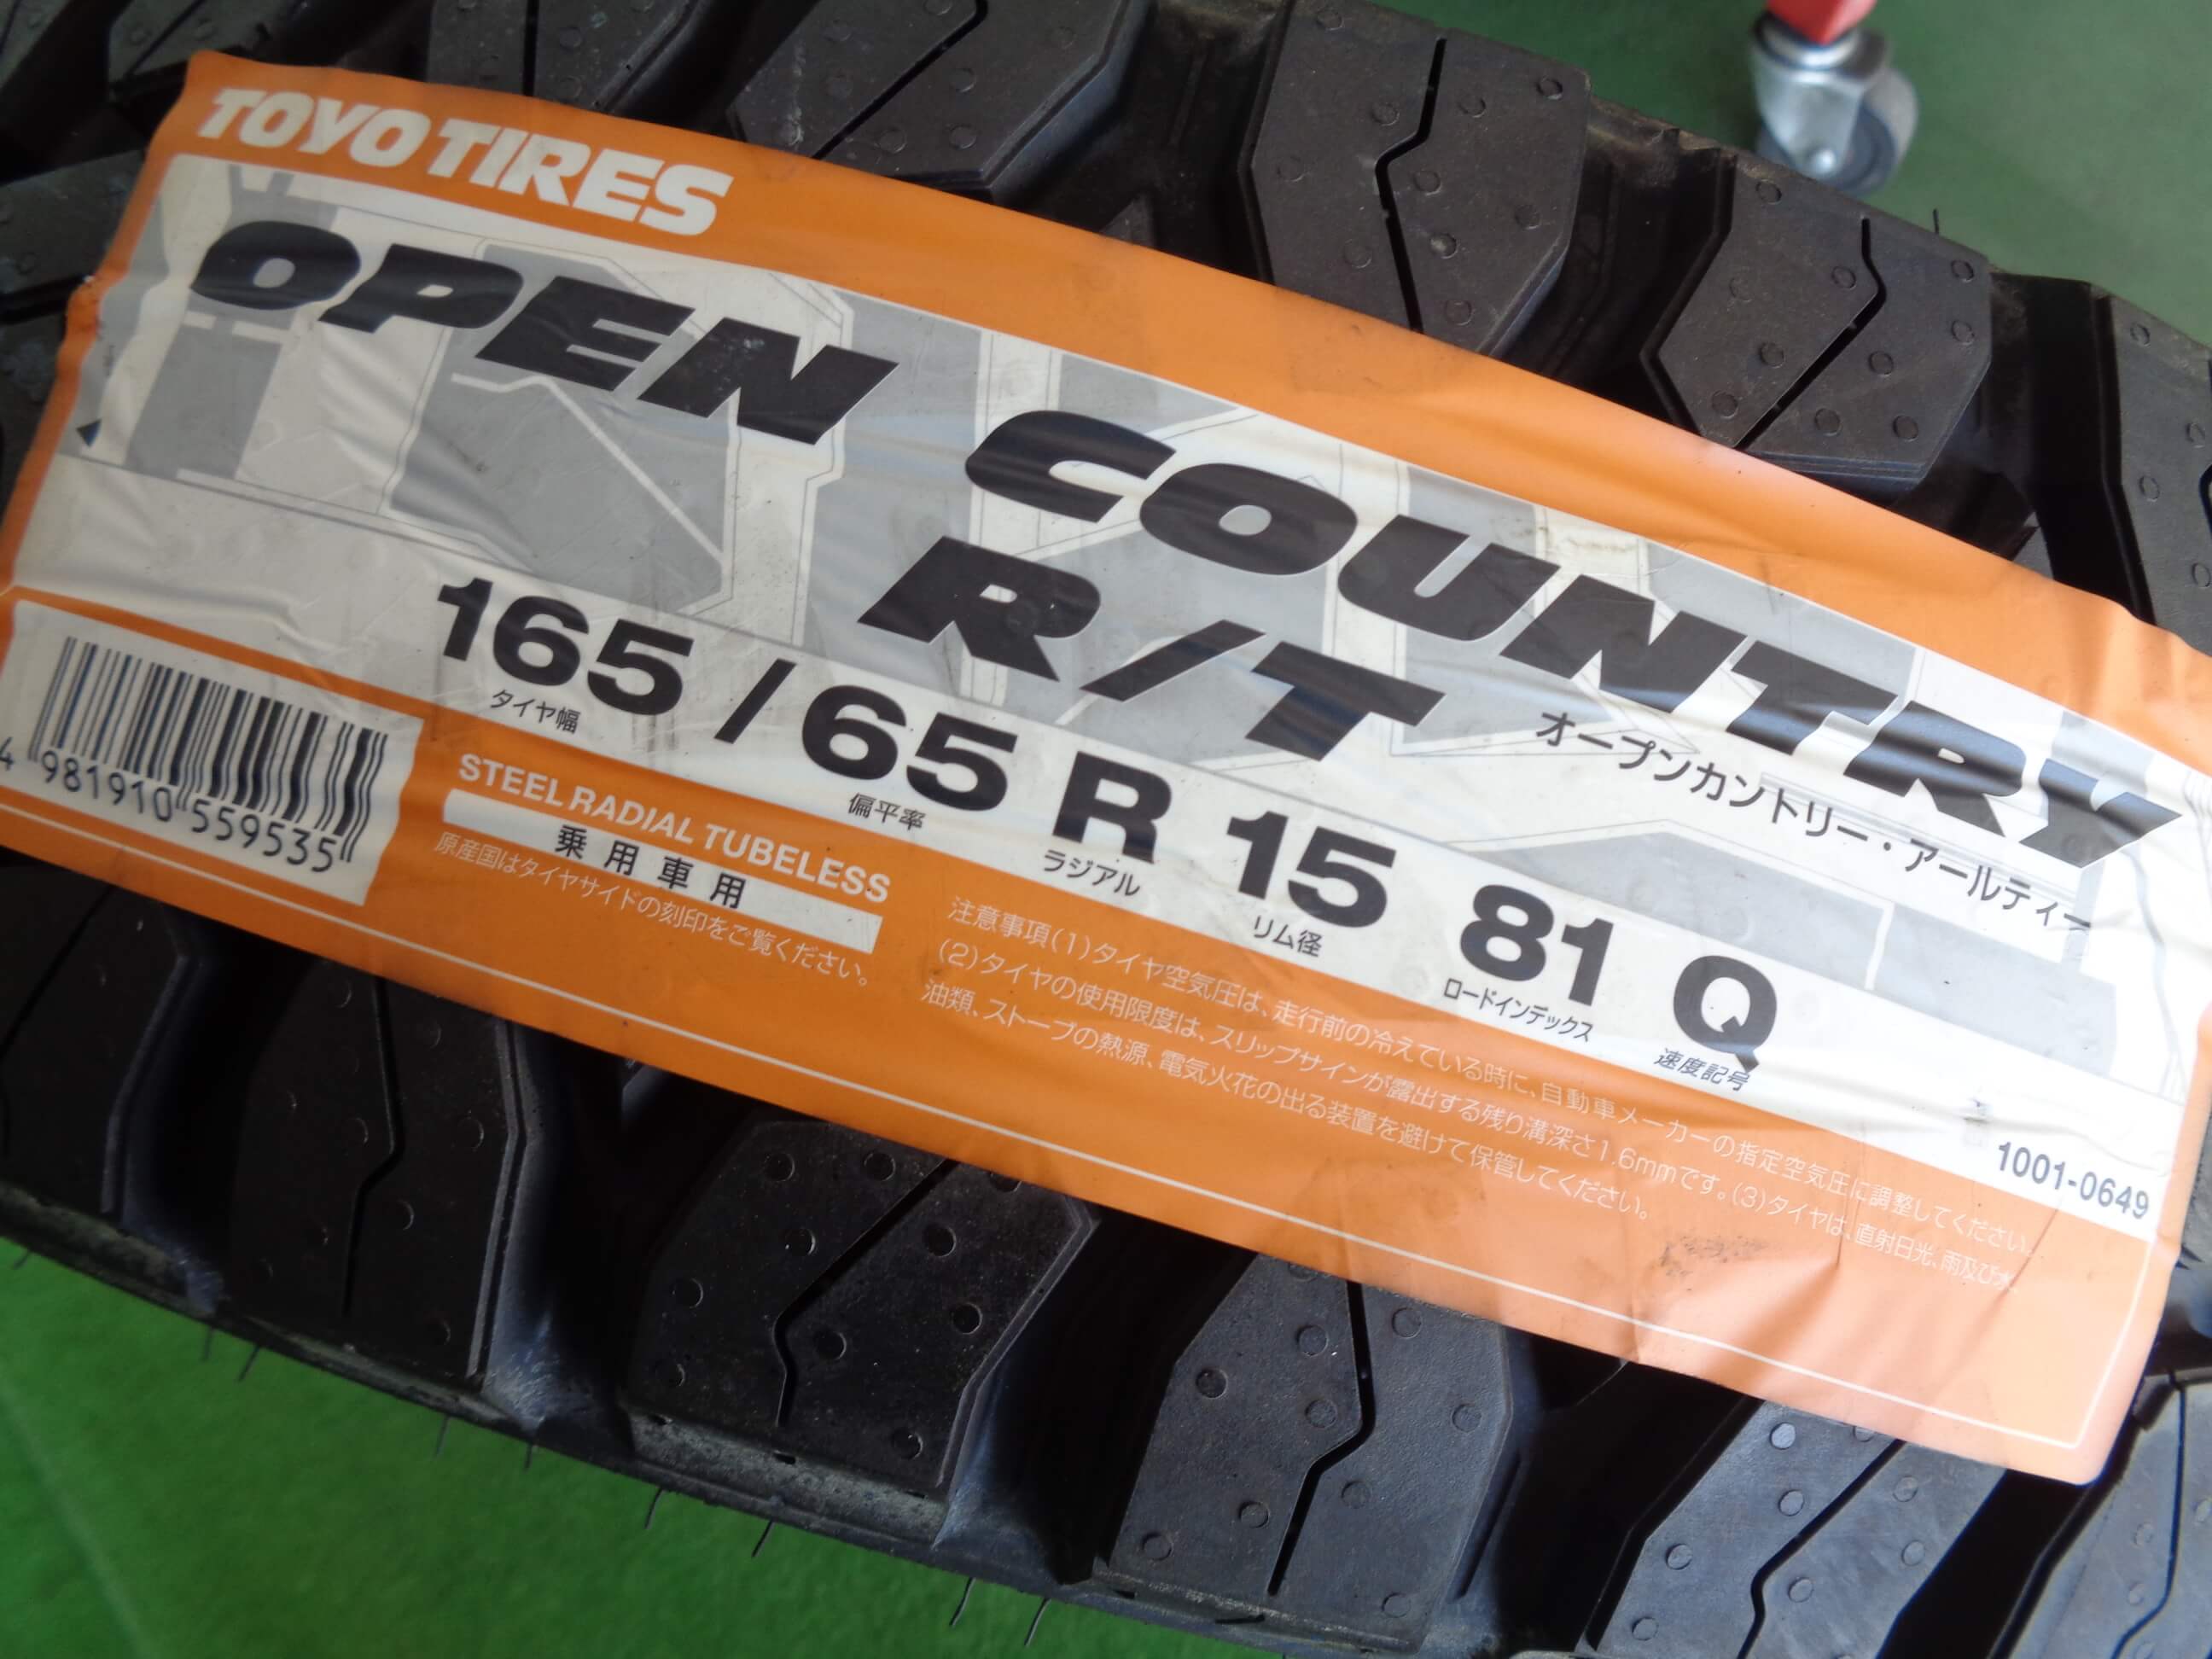 TOYO TIRES
OPEN COUNTRY
R/T
オープンカントリー・アールティー
165 / 65 R 15 81 Q
タイヤ幅 偏平率 ラジアル リム径 ロードインデックス 速度記号
4 981910 559535
STEEL RADIAL TUBELESS
乗用車用
原産国はタイヤサイドの刻印をご覧ください。
注意事項(1)タイヤ空気圧は、走行前の冷えている時に、自動車メーカーの指定空気圧に調整してください。
(2)タイヤの使用限度は、スリップサインが露出する残り溝深さ1.6mmです。(3)タイヤは、直射日光、雨及び水、
油類、ストーブの熱源、電気火花の出る装置を避けて保管してください。
1001-0649